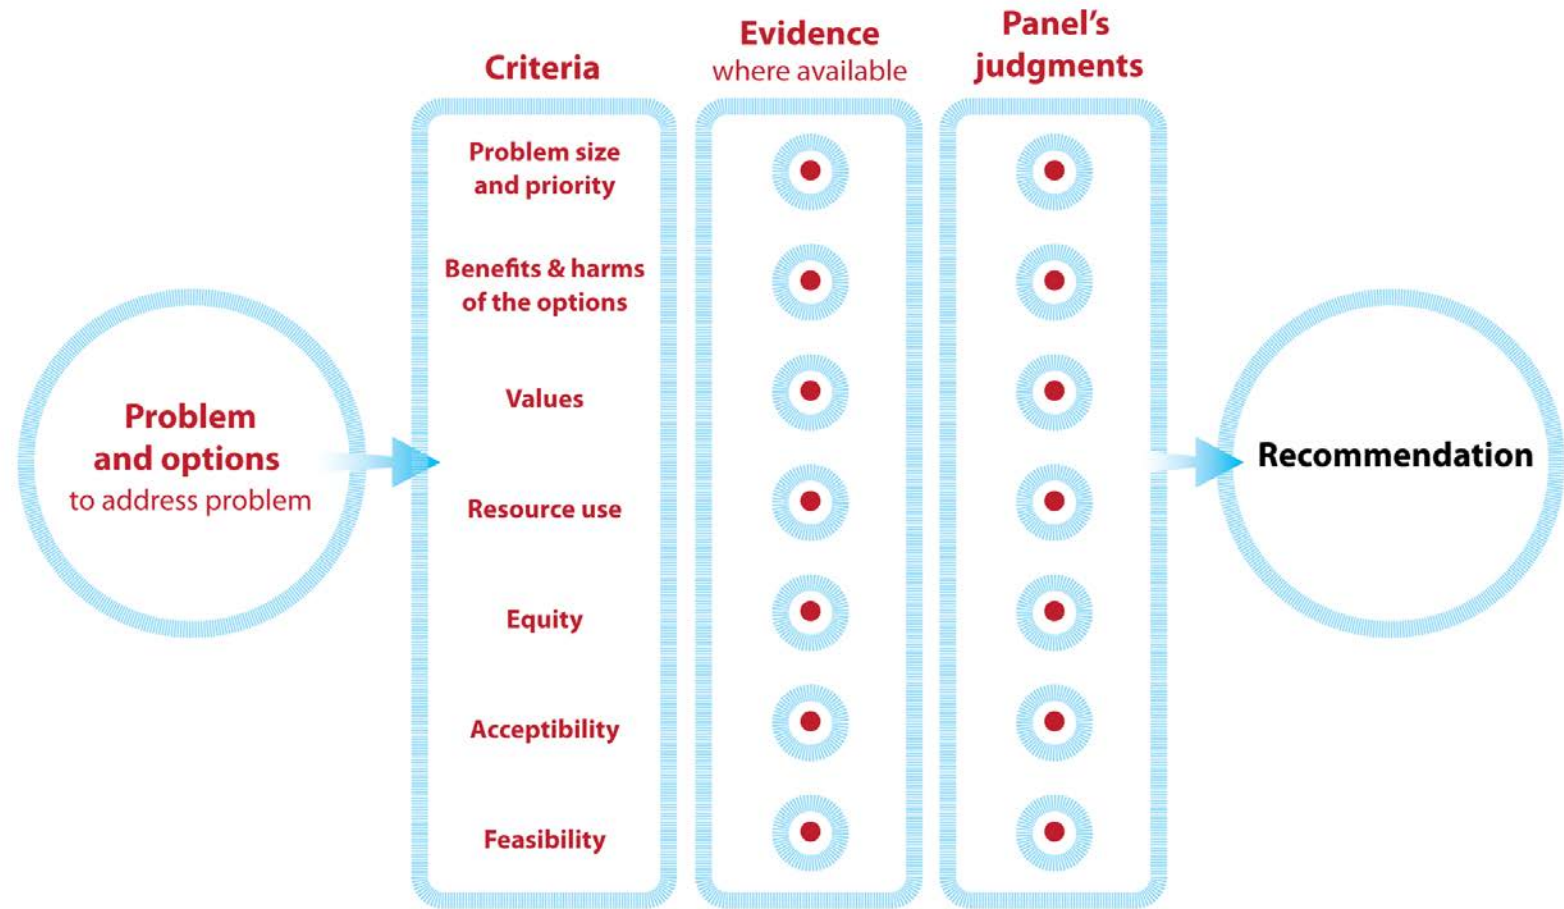 Problem
and options
to address problem
Criteria
Problem size
and priority
Benefits & harms
of the options
Values
Resource use
Equity
Acceptibility
Feasibility
Evidence
where available
Panel's
judgments
Recommendation